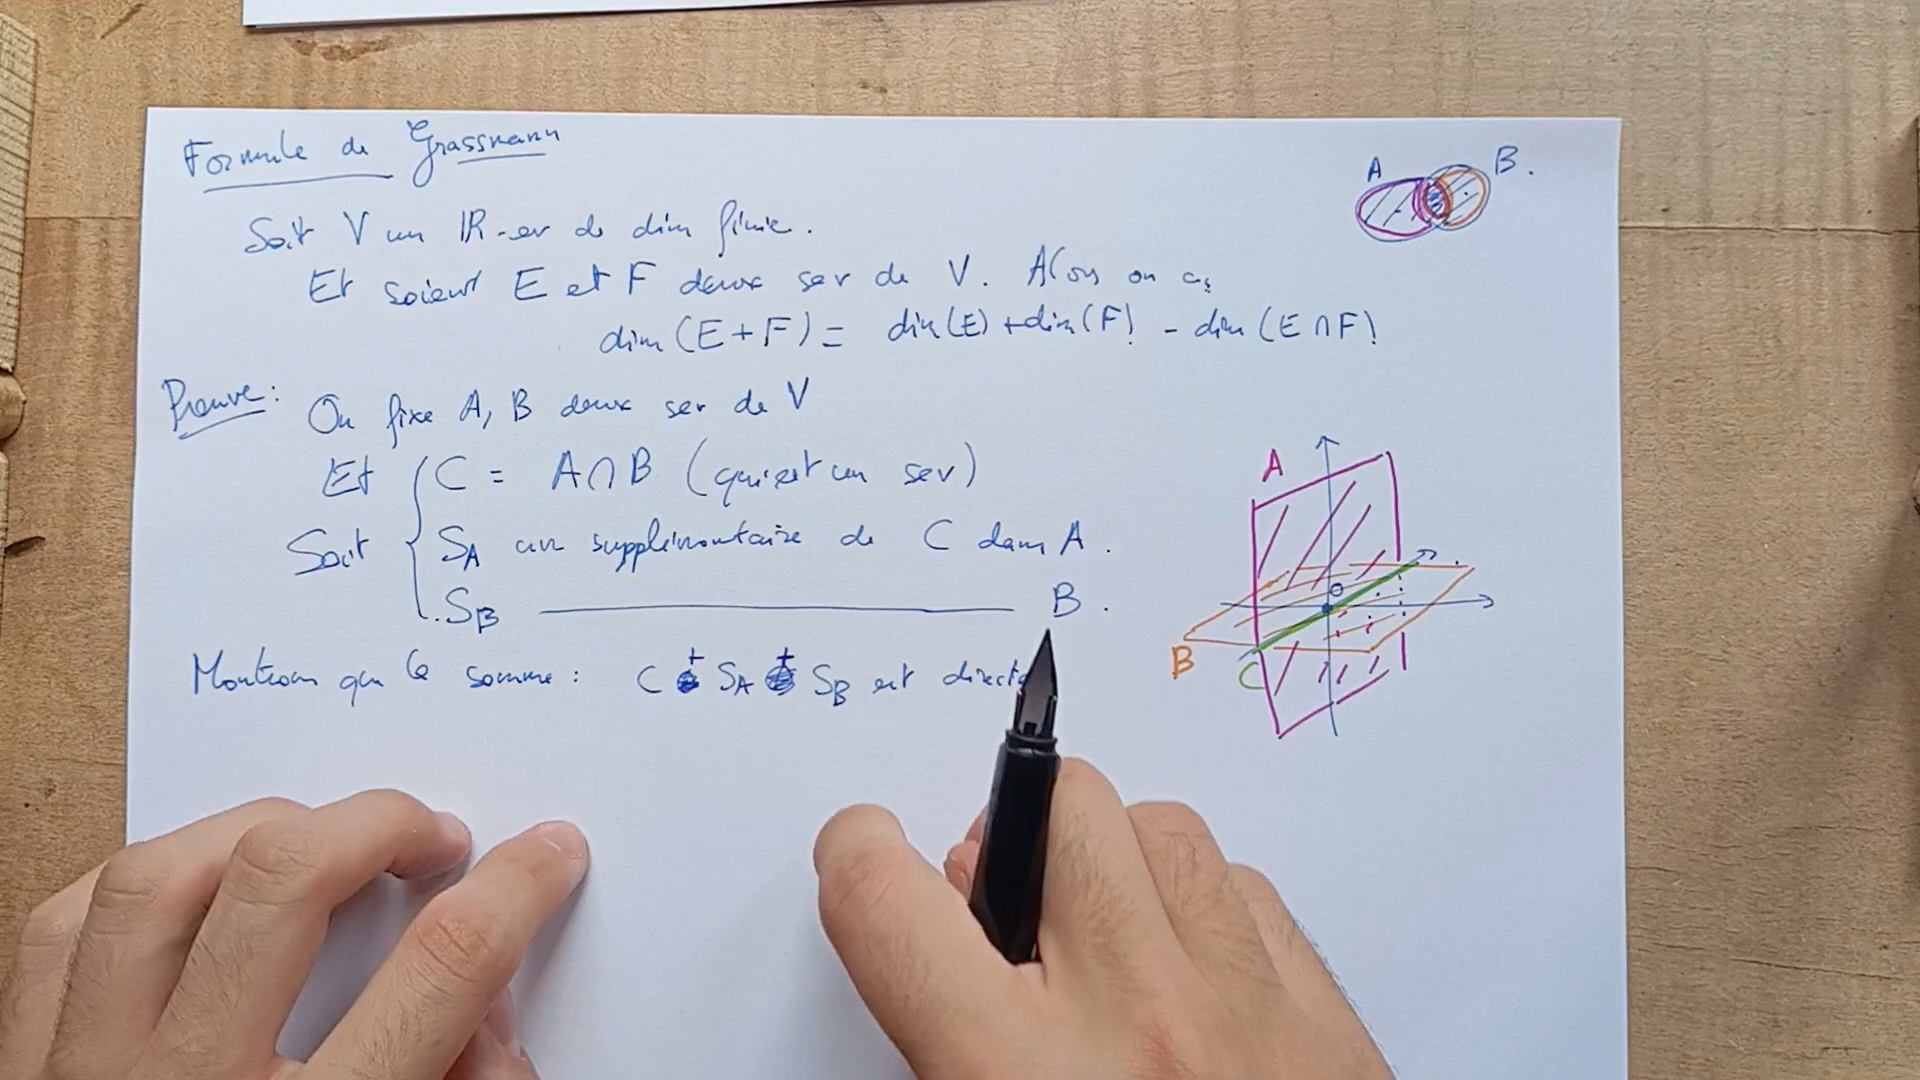 Formule de Grassmann
A B.
Soit V un IR-ev de dim finie.
Et soient E et F deux sev de V. Alors on a,
dim(E+F) = dim(E) + dim(F) - dim(E∩F)
Preuve: On fixe A, B deux sev de V
Et { C = A∩B (qui est un sev)
Soit S_A un supplémentaire de C dans A.
S_B ———— B.
Montrons que la somme: C + S_A + S_B est directe
A
O
B
C